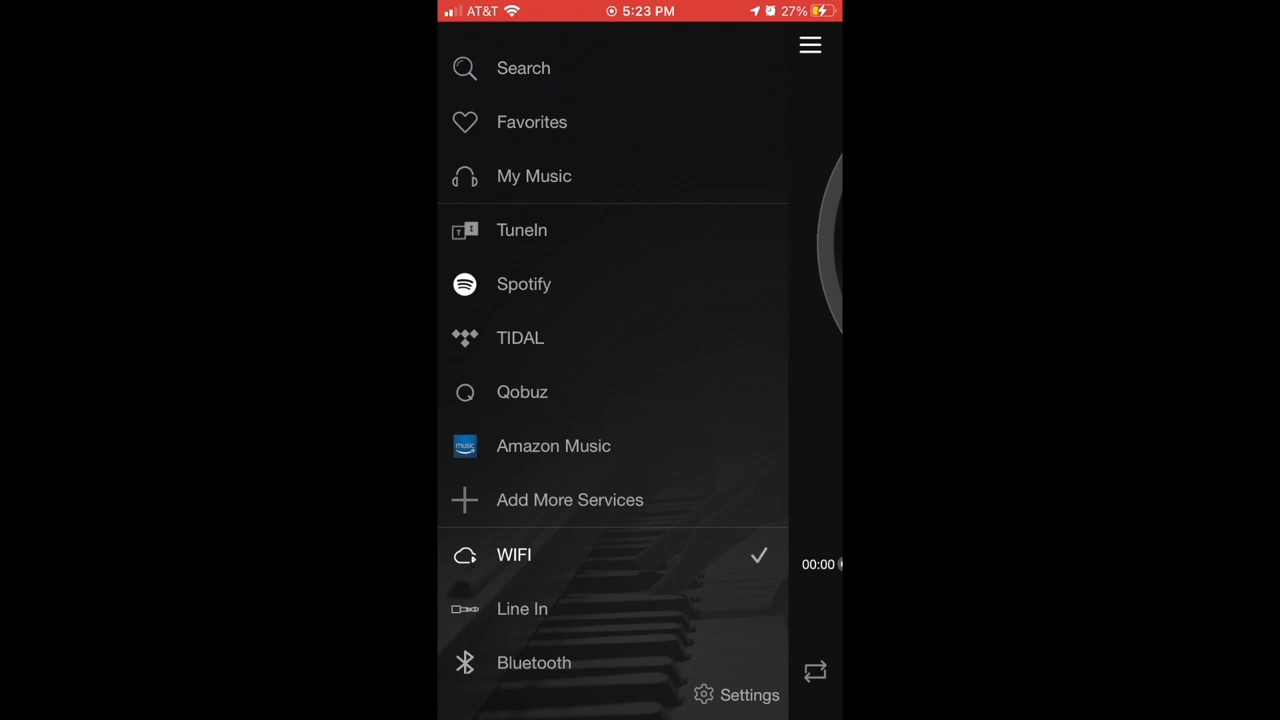 AT&T 5:23 PM 27%
Search
Favorites
My Music
T I TuneIn
Spotify
TIDAL
Qobuz
music Amazon Music
Add More Services
WIFI
00:00
Line In
Bluetooth
Settings